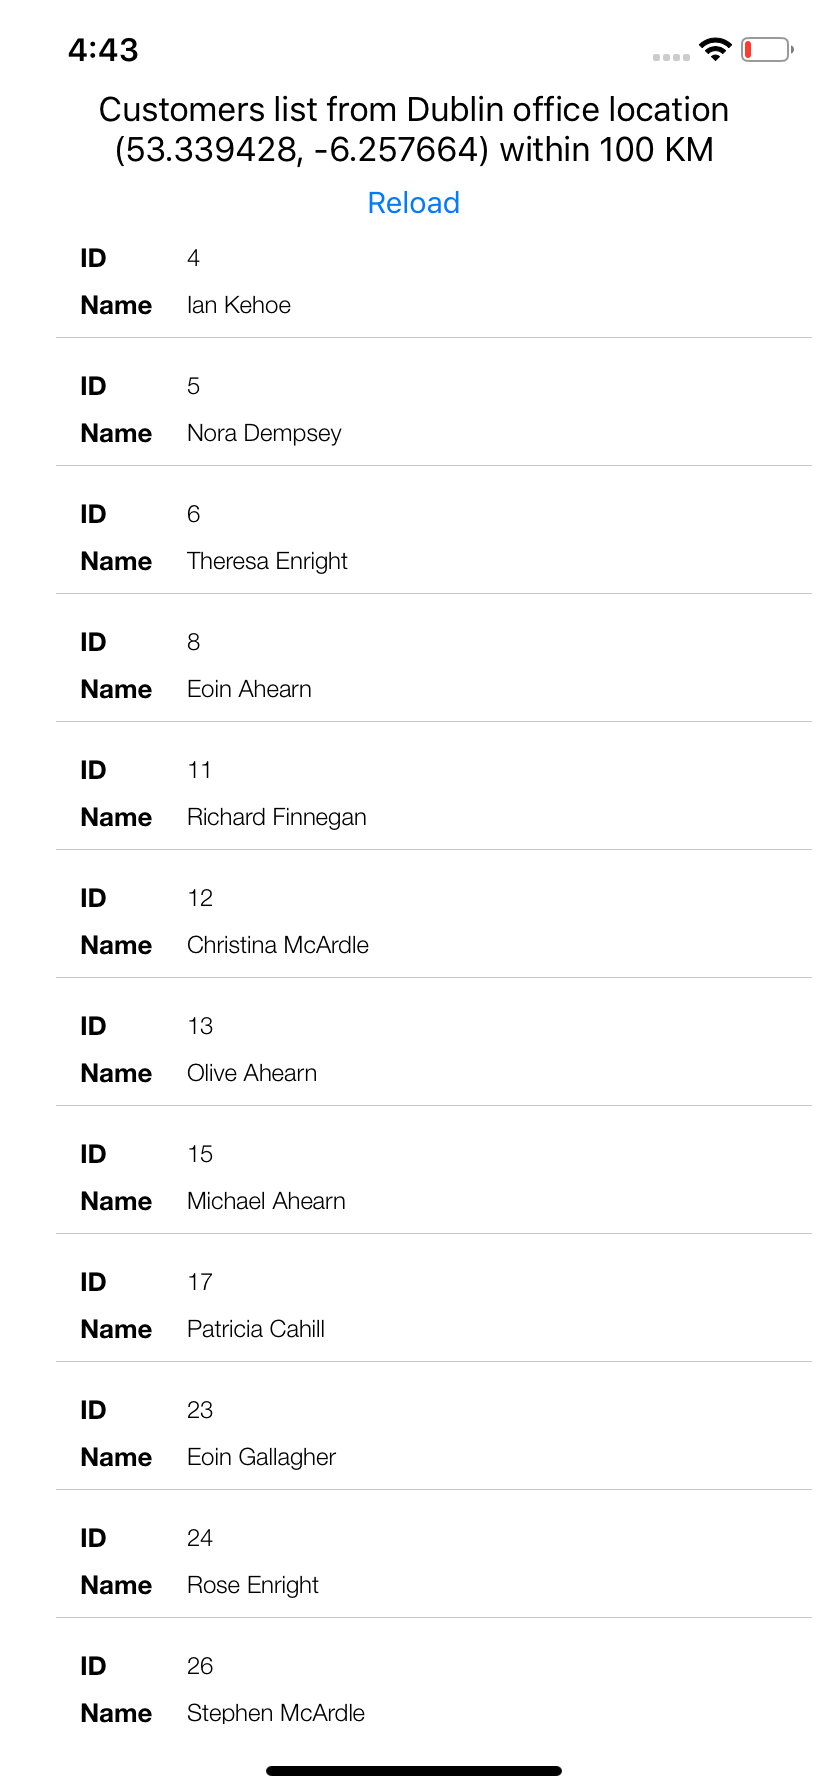 4:43
Customers list from Dublin office location
(53.339428, -6.257664) within 100 KM
Reload
ID 4
Name Ian Kehoe
ID 5
Name Nora Dempsey
ID 6
Name Theresa Enright
ID 8
Name Eoin Ahearn
ID 11
Name Richard Finnegan
ID 12
Name Christina McArdle
ID 13
Name Olive Ahearn
ID 15
Name Michael Ahearn
ID 17
Name Patricia Cahill
ID 23
Name Eoin Gallagher
ID 24
Name Rose Enright
ID 26
Name Stephen McArdle